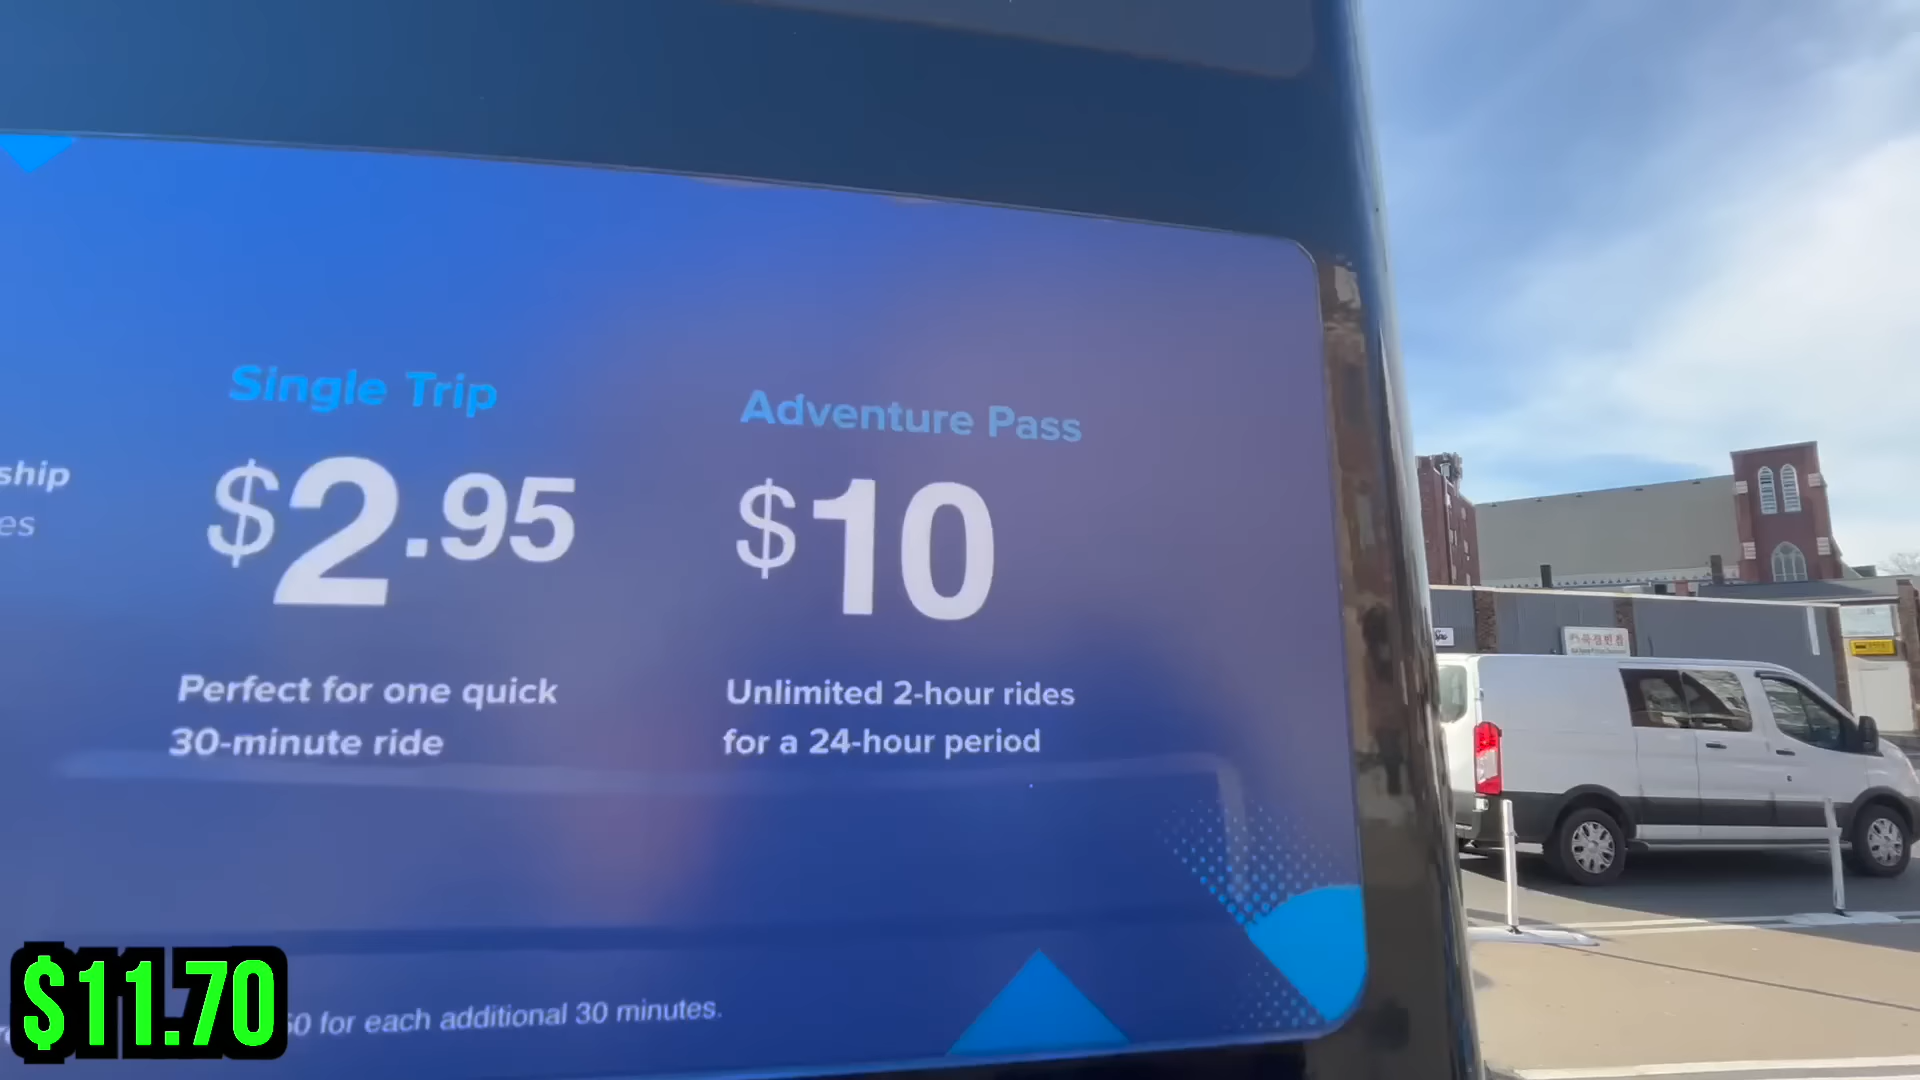 Single Trip
$2.95
Perfect for one quick
30-minute ride
Adventure Pass
$10
Unlimited 2-hour rides
for a 24-hour period
ship
es
$11.70
0 for each additional 30 minutes.